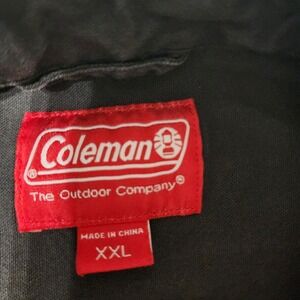 Coleman
®
®
The Outdoor Company
MADE IN CHINA
XXL